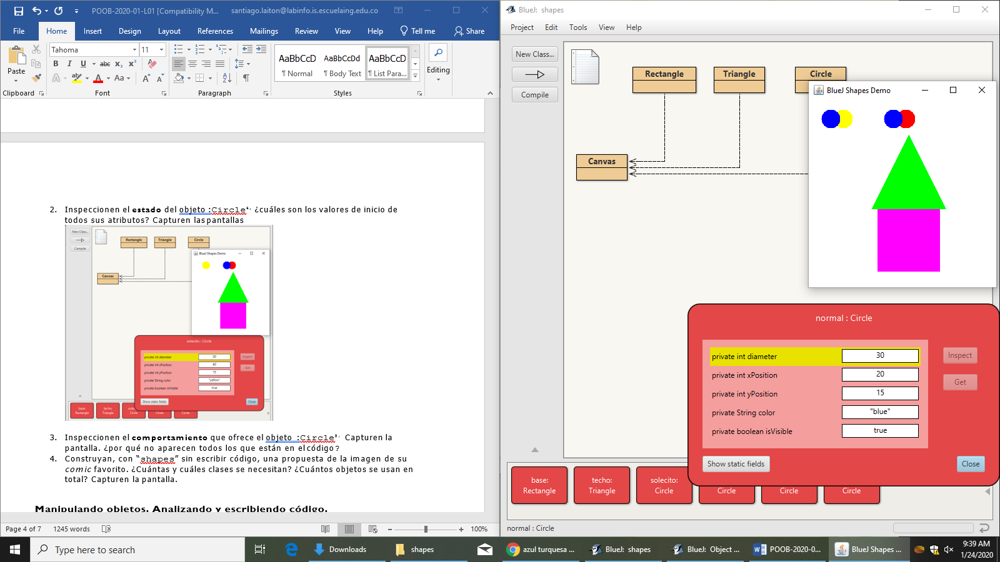 POOB-2020-01-L01 [Compatibility M...
santiago.laiton@labinfo.is.escuelaing.edu.co
File Home Insert Design Layout References Mailings Review View Help Tell me Share
Paste
Tahoma 11
B I U abc x₂ x²
A ab A Aa A A
AaBbCcD AaBbCcDd AaBbCcD
¶ Normal ¶ Body Text ¶ List Para...
Editing
Clipboard Font Paragraph Styles
2. Inspeccionen el estado del objeto :Circle⁴. ¿cuáles son los valores de inicio de
todos sus atributos? Capturen las pantallas
New Class...
Compile
Rectangle Triangle Circle
BlueJ Shapes Demo
Canvas
solecito : Circle
private int diameter 30
private int xPosition 40
private int yPosition 15
private String color "yellow"
private boolean isVisible true
Inspect
Get
Show static fields Close
base:
Rectangle
techo:
Triangle
Circle
Circle
Circle
3. Inspeccionen el comportamiento que ofrece el objeto :Circle⁵. Capturen la
pantalla. ¿por qué no aparecen todos los que están en el código?
4. Construyan, con "shapes" sin escribir código, una propuesta de la imagen de su
comic favorito. ¿Cuántas y cuáles clases se necesitan? ¿Cuántos objetos se usan en
total? Capturen la pantalla.
Manipulando objetos. Analizando y escribiendo código.
Page 4 of 7 1245 words 100%
BlueJ: shapes
Project Edit Tools View Help
New Class...
Compile
Rectangle Triangle Circle
Canvas
BlueJ Shapes Demo
normal : Circle
private int diameter 30
private int xPosition 20
private int yPosition 15
private String color "blue"
private boolean isVisible true
Inspect
Get
Show static fields Close
base:
Rectangle
techo:
Triangle
solecito:
Circle
Circle
Circle
Circle
normal : Circle
Type here to search
Downloads
shapes
azul turquesa ...
BlueJ: shapes
BlueJ: Object ...
POOB-2020-0...
BlueJ Shapes ...
9:39 AM
1/24/2020